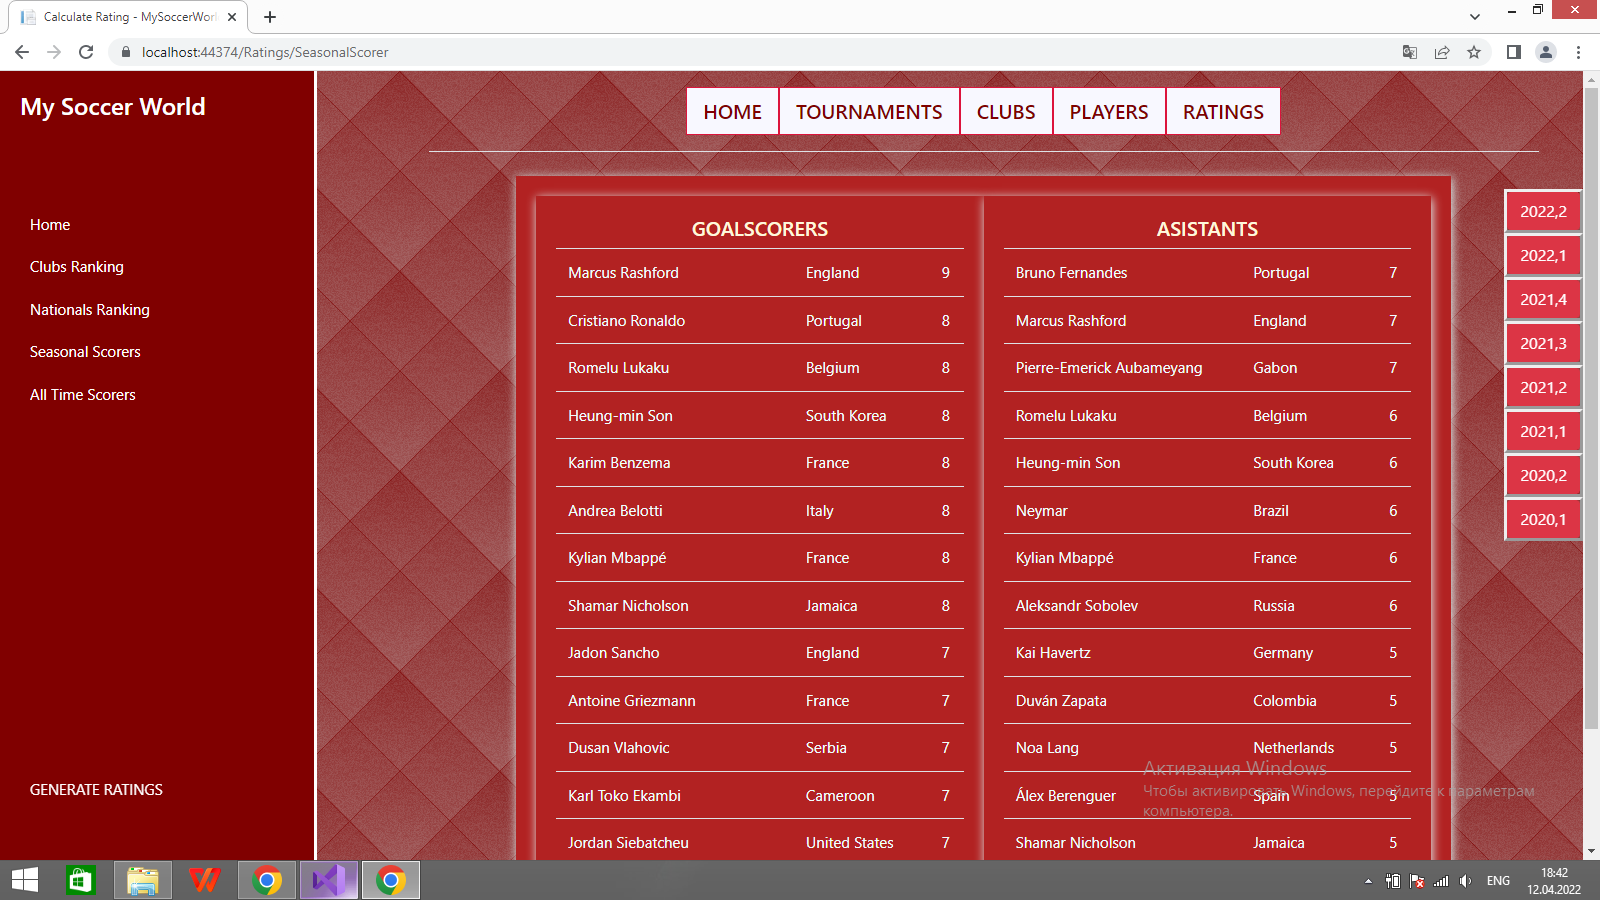 Calculate Rating - MySoccerWorl
localhost:44374/Ratings/SeasonalScorer
My Soccer World
HOME TOURNAMENTS CLUBS PLAYERS RATINGS
Home
Clubs Ranking
Nationals Ranking
Seasonal Scorers
All Time Scorers
GENERATE RATINGS
GOALSCORERS
Marcus Rashford England 9
Cristiano Ronaldo Portugal 8
Romelu Lukaku Belgium 8
Heung-min Son South Korea 8
Karim Benzema France 8
Andrea Belotti Italy 8
Kylian Mbappé France 8
Shamar Nicholson Jamaica 8
Jadon Sancho England 7
Antoine Griezmann France 7
Dusan Vlahovic Serbia 7
Karl Toko Ekambi Cameroon 7
Jordan Siebatcheu United States 7
ASISTANTS
Bruno Fernandes Portugal 7
Marcus Rashford England 7
Pierre-Emerick Aubameyang Gabon 7
Romelu Lukaku Belgium 6
Heung-min Son South Korea 6
Neymar Brazil 6
Kylian Mbappé France 6
Aleksandr Sobolev Russia 6
Kai Havertz Germany 5
Duván Zapata Colombia 5
Noa Lang Netherlands 5
Álex Berenguer Spain 5
Shamar Nicholson Jamaica 5
2022,2
2022,1
2021,4
2021,3
2021,2
2021,1
2020,2
2020,1
Активация Windows
Чтобы активировать Windows, перейдите к параметрам
компьютера.
ENG
18:42
12.04.2022